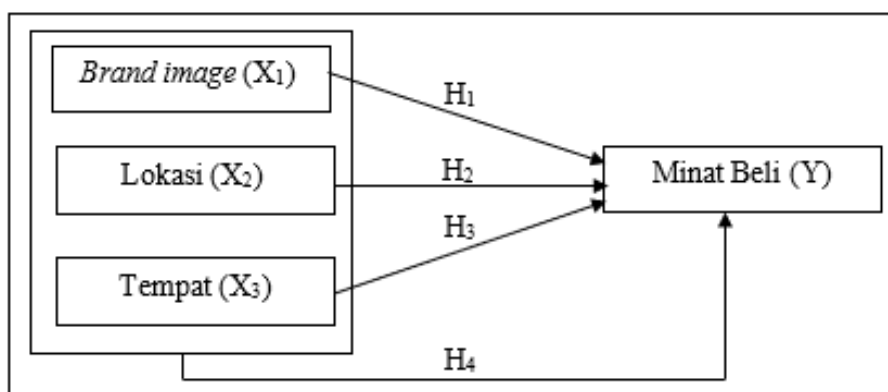 Brand image (X₁)
H₁
Lokasi (X₂)
H₂
Minat Beli (Y)
H₃
Tempat (X₃)
H₄